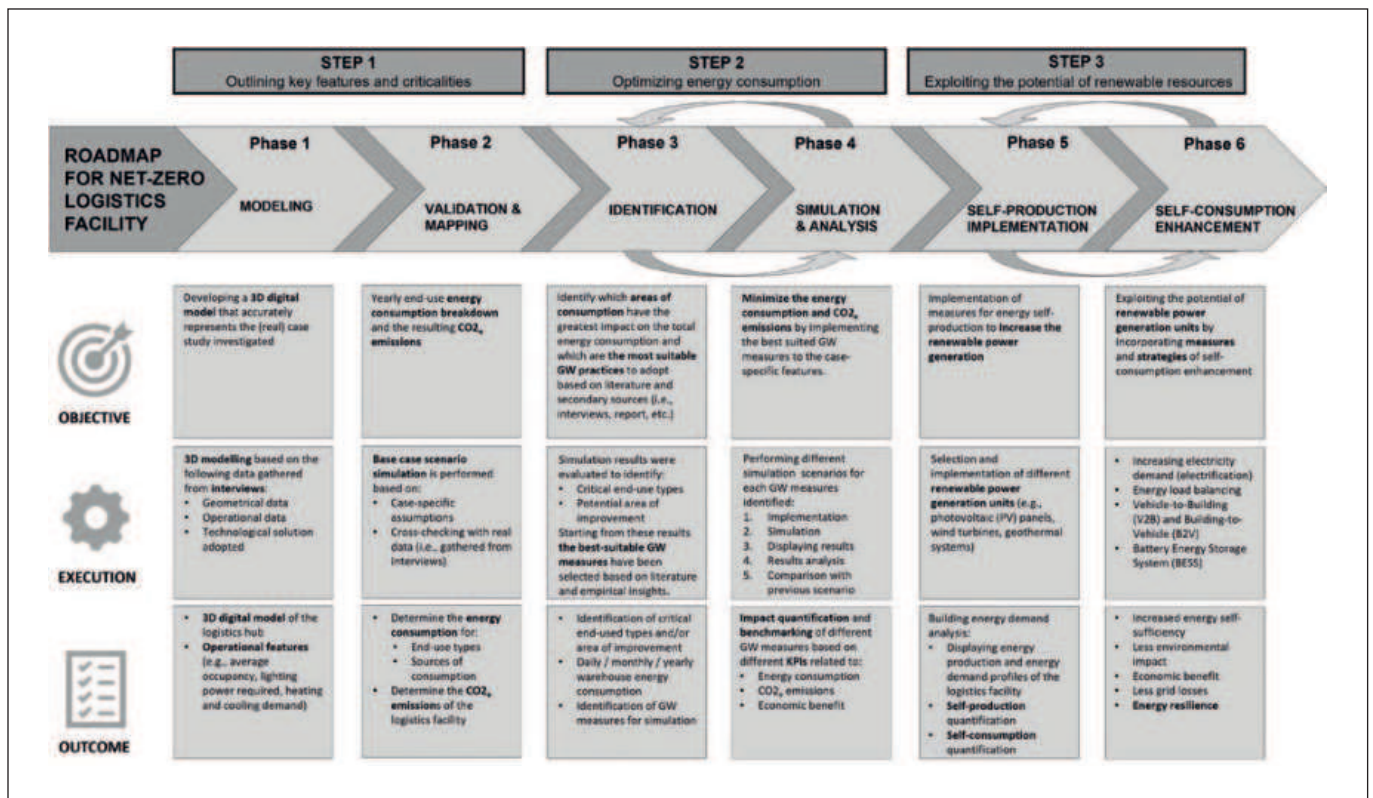 STEP 1
Outlining key features and criticalities
STEP 2
Optimizing energy consumption
STEP 3
Exploiting the potential of renewable resources
ROADMAP
FOR NET-ZERO
LOGISTICS
FACILITY
Phase 1
MODELING
Phase 2
VALIDATION &
MAPPING
Phase 3
IDENTIFICATION
Phase 4
SIMULATION
& ANALYSIS
Phase 5
SELF-PRODUCTION
IMPLEMENTATION
Phase 6
SELF-CONSUMPTION
ENHANCEMENT
OBJECTIVE
Developing a 3D digital
model that accurately
represents the (real) case
study investigated
Yearly end-use energy
consumption breakdown
and the resulting CO2e
emissions
Identify which areas of
consumption have the
greatest impact on the total
energy consumption and
which are the most suitable
GW practices to adopt
based on literature and
secondary sources (i.e.,
interviews, report, etc.)
Minimize the energy
consumption and CO2e
emissions by implementing
the best suited GW
measures to the case-
specific features.
Implementation of
measures for energy self-
production to increase the
renewable power
generation
Exploiting the potential of
renewable power
generation units by
incorporating measures
and strategies of self-
consumption enhancement
EXECUTION
3D modelling based on the
following data gathered
from interviews:
• Geometrical data
• Operational data
• Technological solution
adopted
Base case scenario
simulation is performed
based on:
• Case-specific
assumptions
• Cross-checking with real
data (i.e., gathered from
interviews)
Simulation results were
evaluated to identify:
• Critical end-use types
• Potential area of
improvement
Starting from these results
the best-suitable GW
measures have been
selected based on literature
and empirical insights.
Performing different
simulation scenarios for
each GW measures
identified:
1. Implementation
2. Simulation
3. Displaying results
4. Results analysis
5. Comparison with
previous scenario
Selection and
implementation of different
renewable power
generation units (e.g.,
photovoltaic (PV) panels,
wind turbines, geothermal
systems)
• Increasing electricity
demand (electrification)
• Energy load balancing
• Vehicle-to-Building
(V2B) and Building-to-
Vehicle (B2V)
• Battery Energy Storage
System (BESS)
OUTCOME
• 3D digital model of the
logistics hub
• Operational features
(e.g., average
occupancy, lighting
power required, heating
and cooling demand)
• Determine the energy
consumption for:
• End-use types
• Sources of
consumption
• Determine the CO2e
emissions of the
logistics facility
• Identification of critical
end-used types and/or
area of improvement
• Daily / monthly / yearly
warehouse energy
consumption
• Identification of GW
measures for simulation
Impact quantification and
benchmarking of different
GW measures based on
different KPIs related to:
• Energy consumption
• CO2e emissions
• Economic benefit
Building energy demand
analysis:
• Displaying energy
production and energy
demand profiles of the
logistics facility
• Self-production
quantification
• Self-consumption
quantification
• Increased energy self-
sufficiency
• Less environmental
impact
• Economic benefit
• Less grid losses
• Energy resilience